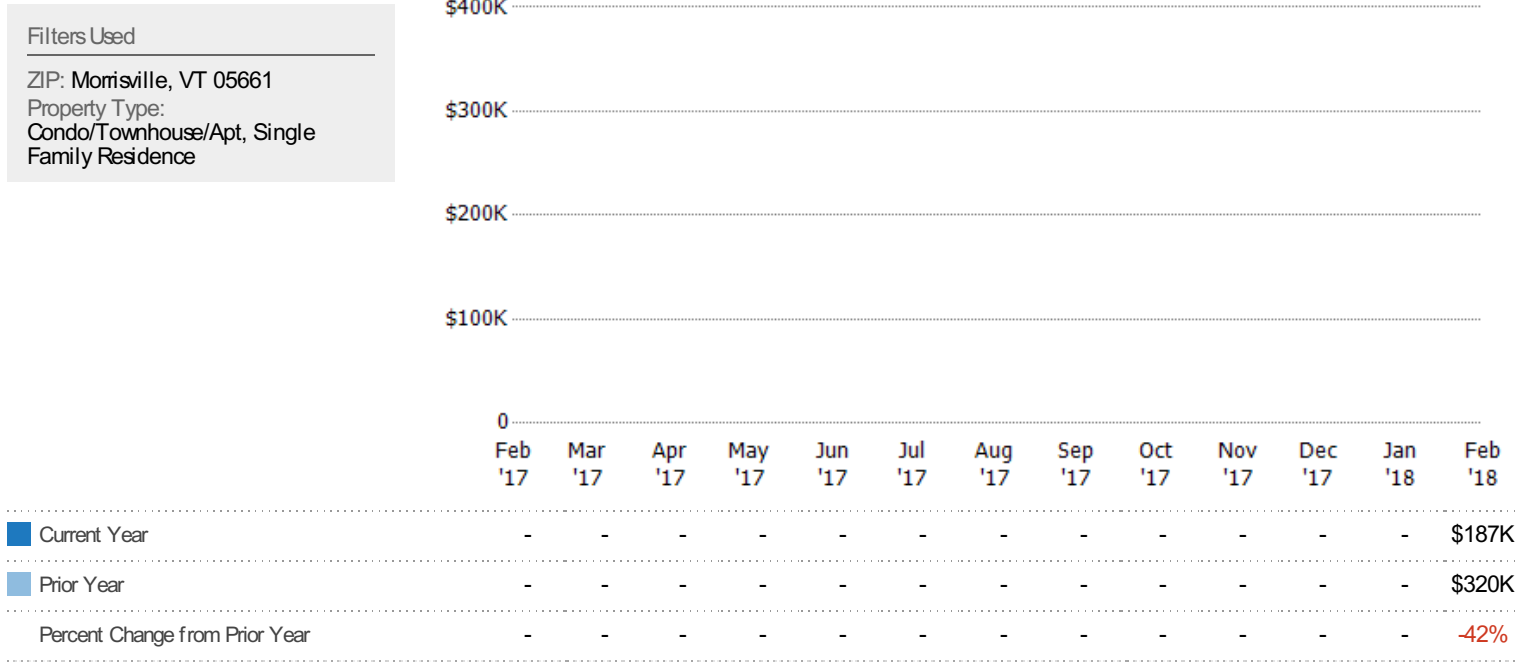 Filters Used
ZIP: Morrisville, VT 05661
Property Type:
Condo/Townhouse/Apt, Single
Family Residence
$400K
$300K
$200K
$100K
0
Feb Mar Apr May Jun Jul Aug Sep Oct Nov Dec Jan Feb
'17 '17 '17 '17 '17 '17 '17 '17 '17 '17 '17 '18 '18
Current Year - - - - - - - - - - - - $187K
Prior Year - - - - - - - - - - - - $320K
Percent Change from Prior Year - - - - - - - - - - - - -42%